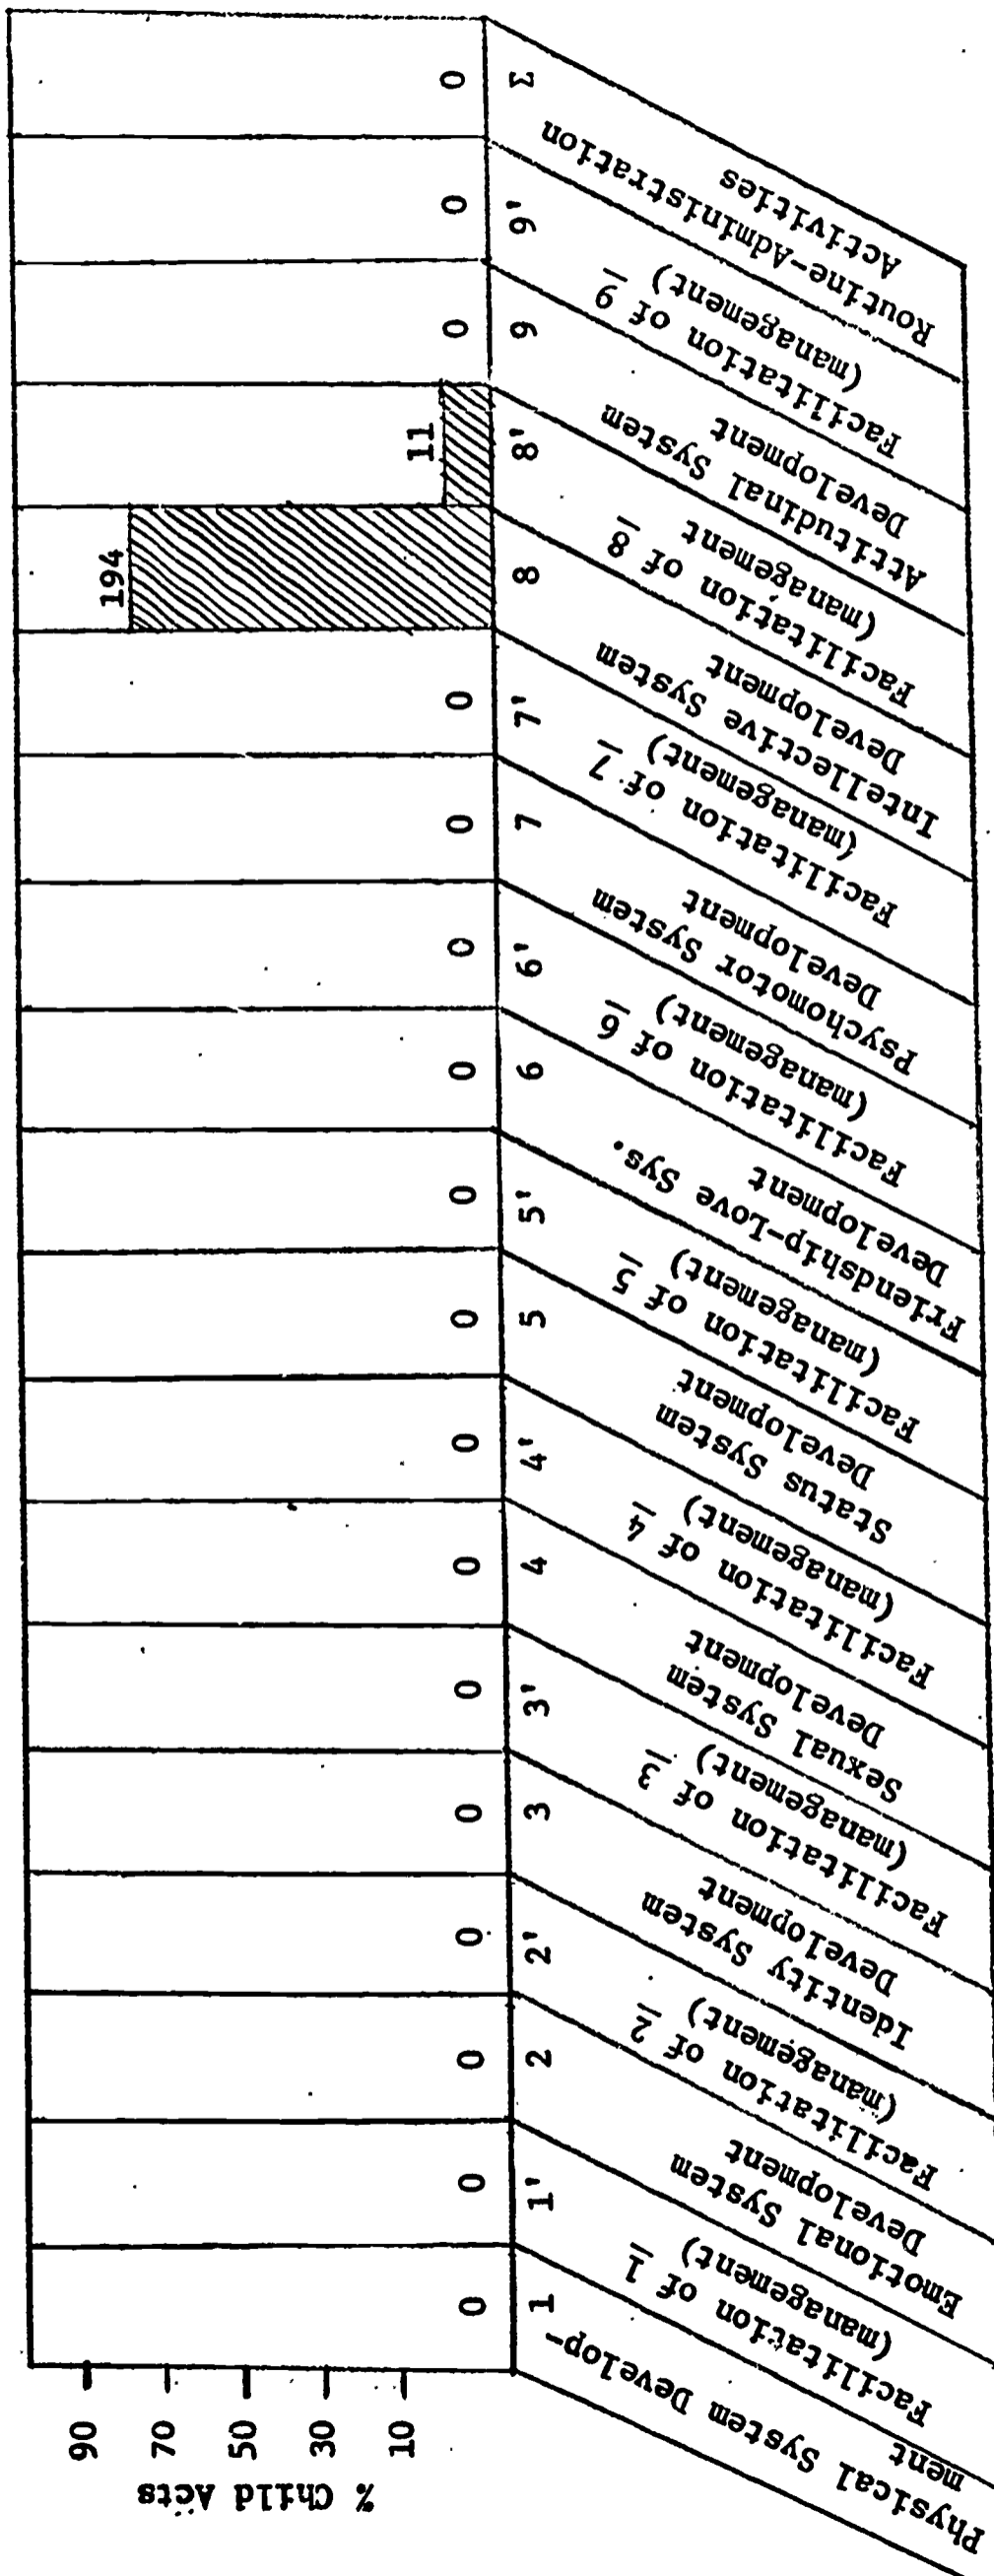 % Child Acts
90
70
50
30
10
0
0
0
0
0
0
0
0
0
0
0
0
0
0
194
11
0
0
0
1
1'
2
2'
3
3'
4
4'
5
5'
6
6'
7
7'
8
8'
9
9'
Σ
Physical System Develop-
ment
Facilitation of 1
(management)
Emotional System
Development
Facilitation of 2
(management)
Identity System
Development
Facilitation of 3
(management)
Sexual System
Development
Facilitation of 4
(management)
Status System
Development
Facilitation of 5
(management)
Friendship-Love Sys.
Development
Facilitation of 6
(management)
Psychomotor System
Development
Facilitation of 7
(management)
Intellective System
Development
Facilitation of 8
(management
Attitudinal System
Development
Facilitation of 9
(management)
Routine-Administration
Activities